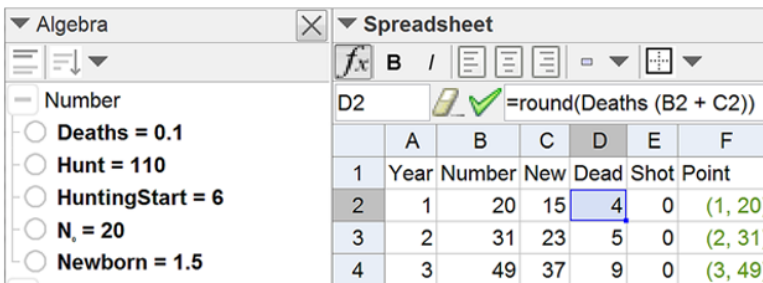 Algebra
Number
Deaths = 0.1
Hunt = 110
HuntingStart = 6
N₀ = 20
Newborn = 1.5
Spreadsheet
fx B I
D2 =round(Deaths (B2 + C2))
A B C D E F
1 Year Number New Dead Shot Point
2 1 20 15 4 0 (1, 20
3 2 31 23 5 0 (2, 31
4 3 49 37 9 0 (3, 49